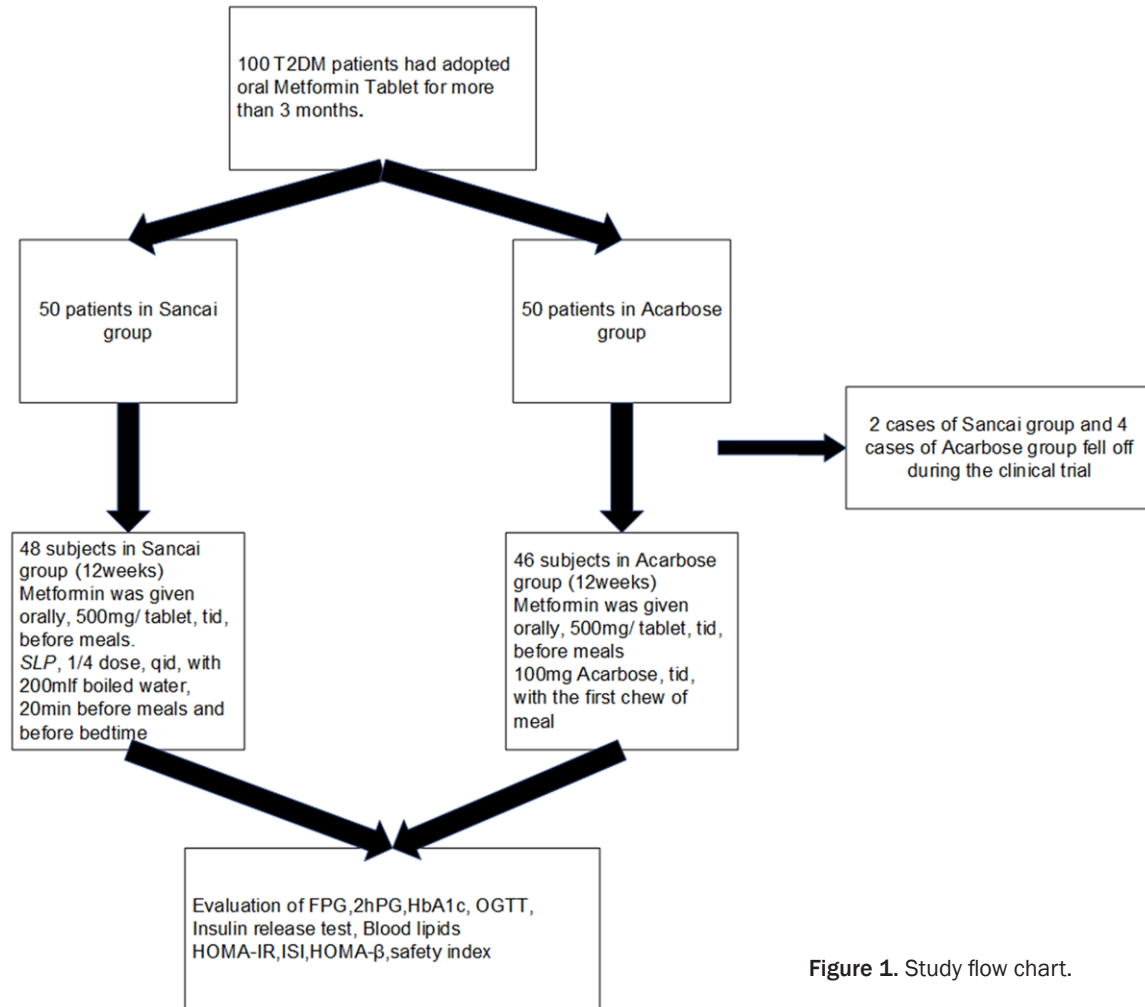 100 T2DM patients had adopted
oral Metformin Tablet for more
than 3 months.
50 patients in Sancai
group
50 patients in Acarbose
group
2 cases of Sancai group and 4
cases of Acarbose group fell off
during the clinical trial
48 subjects in Sancai
group (12weeks)
Metformin was given
orally, 500mg/ tablet, tid,
before meals.
SLP, 1/4 dose, qid, with
200mlf boiled water,
20min before meals and
before bedtime
46 subjects in Acarbose
group (12weeks)
Metformin was given
orally, 500mg/ tablet, tid,
before meals
100mg Acarbose, tid,
with the first chew of
meal
Evaluation of FPG,2hPG,HbA1c, OGTT,
Insulin release test, Blood lipids
HOMA-IR,ISI,HOMA-β,safety index
Figure 1. Study flow chart.